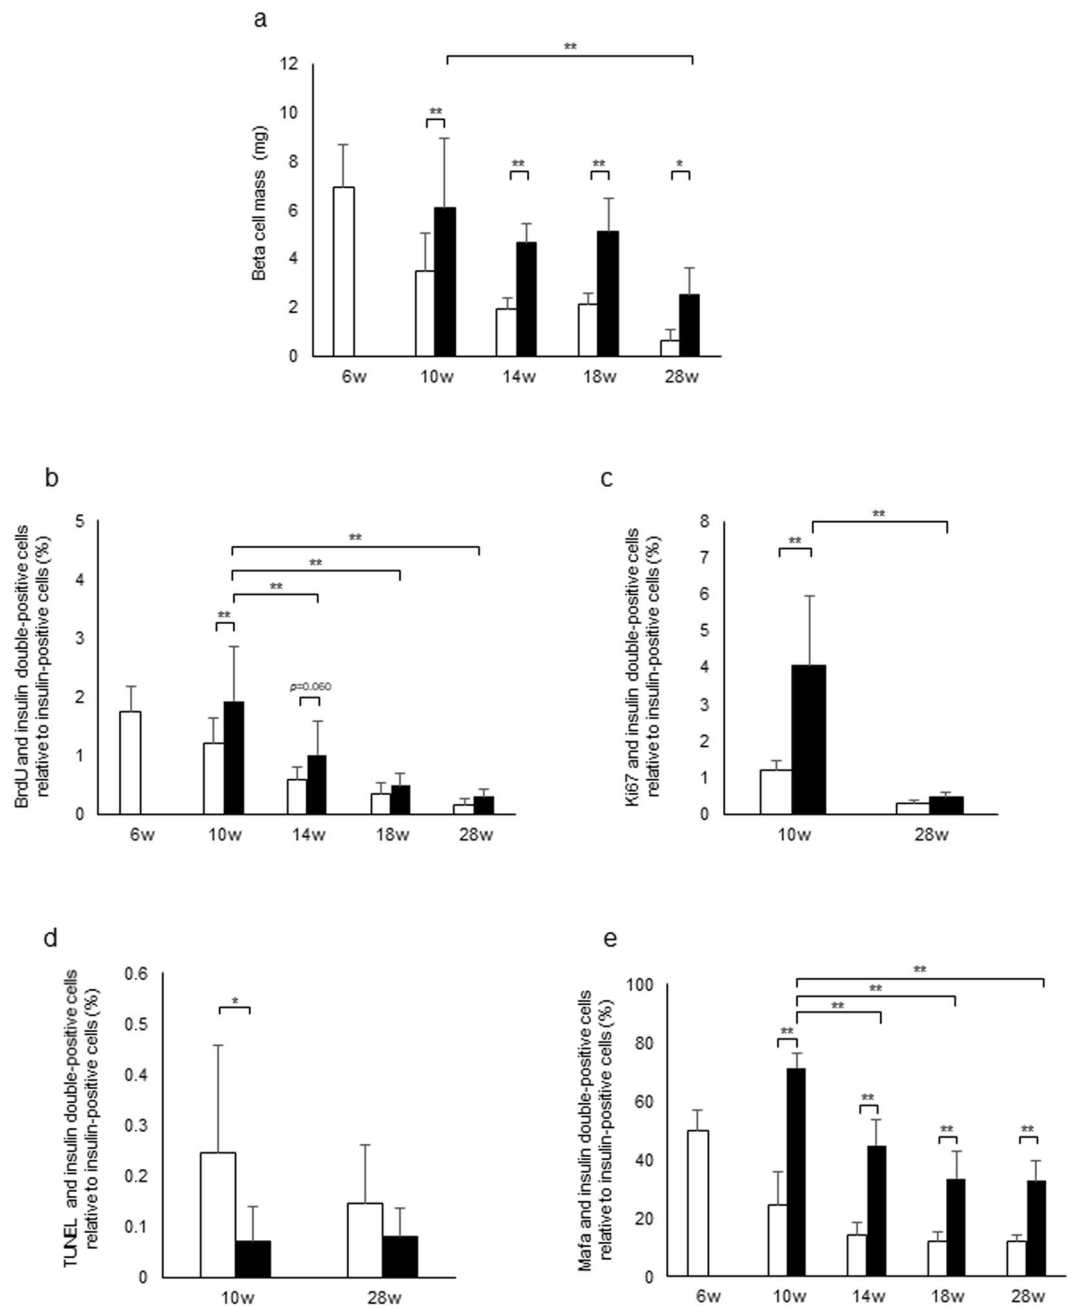 a
**
12
10
**
8
**
**
*
6
4
2
0
Beta cell mass (mg)
6w 10w 14w 18w 28w
b
5
**
4
**
**
3
**
2
p=0.060
1
0
BrdU and insulin double-positive cells
relative to insulin-positive cells (%)
6w 10w 14w 18w 28w
c
8
**
**
7
6
5
4
3
2
1
0
Ki67 and insulin double-positive cells
relative to insulin-positive cells (%)
10w 28w
d
0.6
*
0.5
0.4
0.3
0.2
0.1
0
TUNEL and insulin double-positive cells
relative to insulin-positive cells (%)
10w 28w
e
**
100
**
**
**
80
60
**
**
**
40
20
0
Mafa and insulin double-positive cells
relative to insulin-positive cells (%)
6w 10w 14w 18w 28w